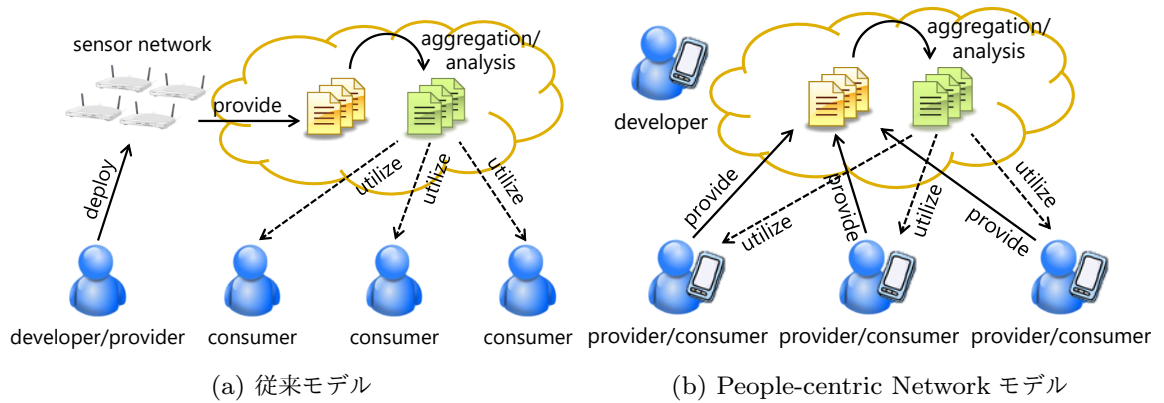 sensor network
aggregation/
analysis
provide
deploy
utilize
utilize
utilize
developer/provider
consumer
consumer
consumer
(a) 従来モデル
developer
aggregation/
analysis
provide
utilize
provide
utilize
provide
utilize
provider/consumer
provider/consumer
provider/consumer
(b) People-centric Network モデル